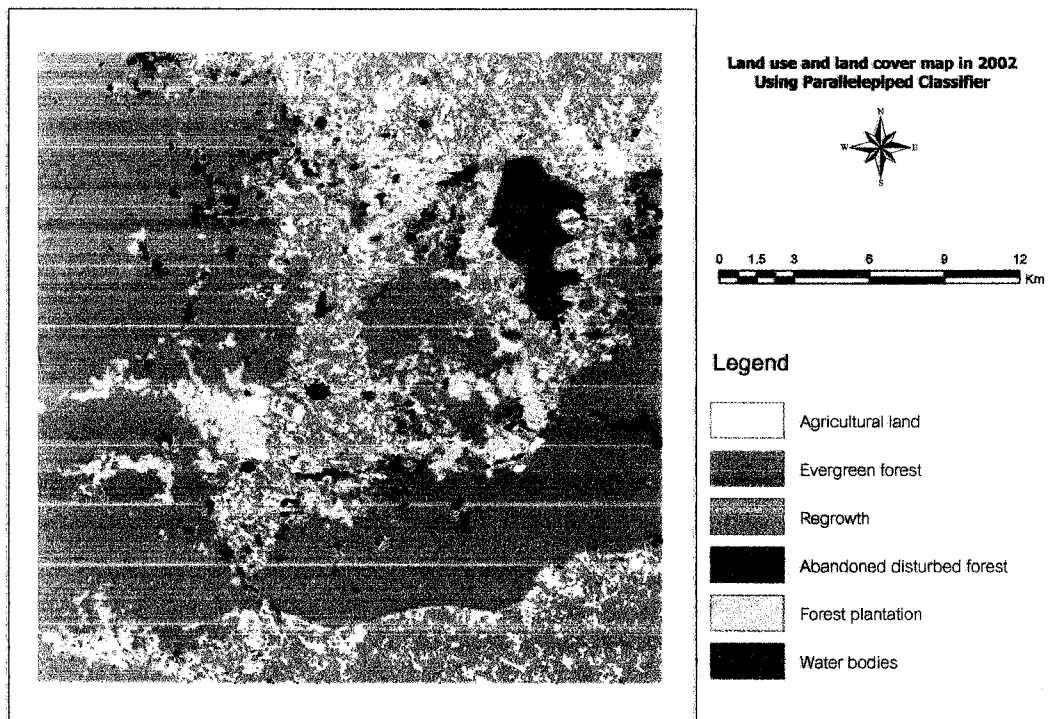 Land use and land cover map in 2002
Using Parallelepiped Classifier
N
W E
S
0 1.5 3 6 9 12
Km
Legend
Agricultural land
Evergreen forest
Regrowth
Abandoned disturbed forest
Forest plantation
Water bodies